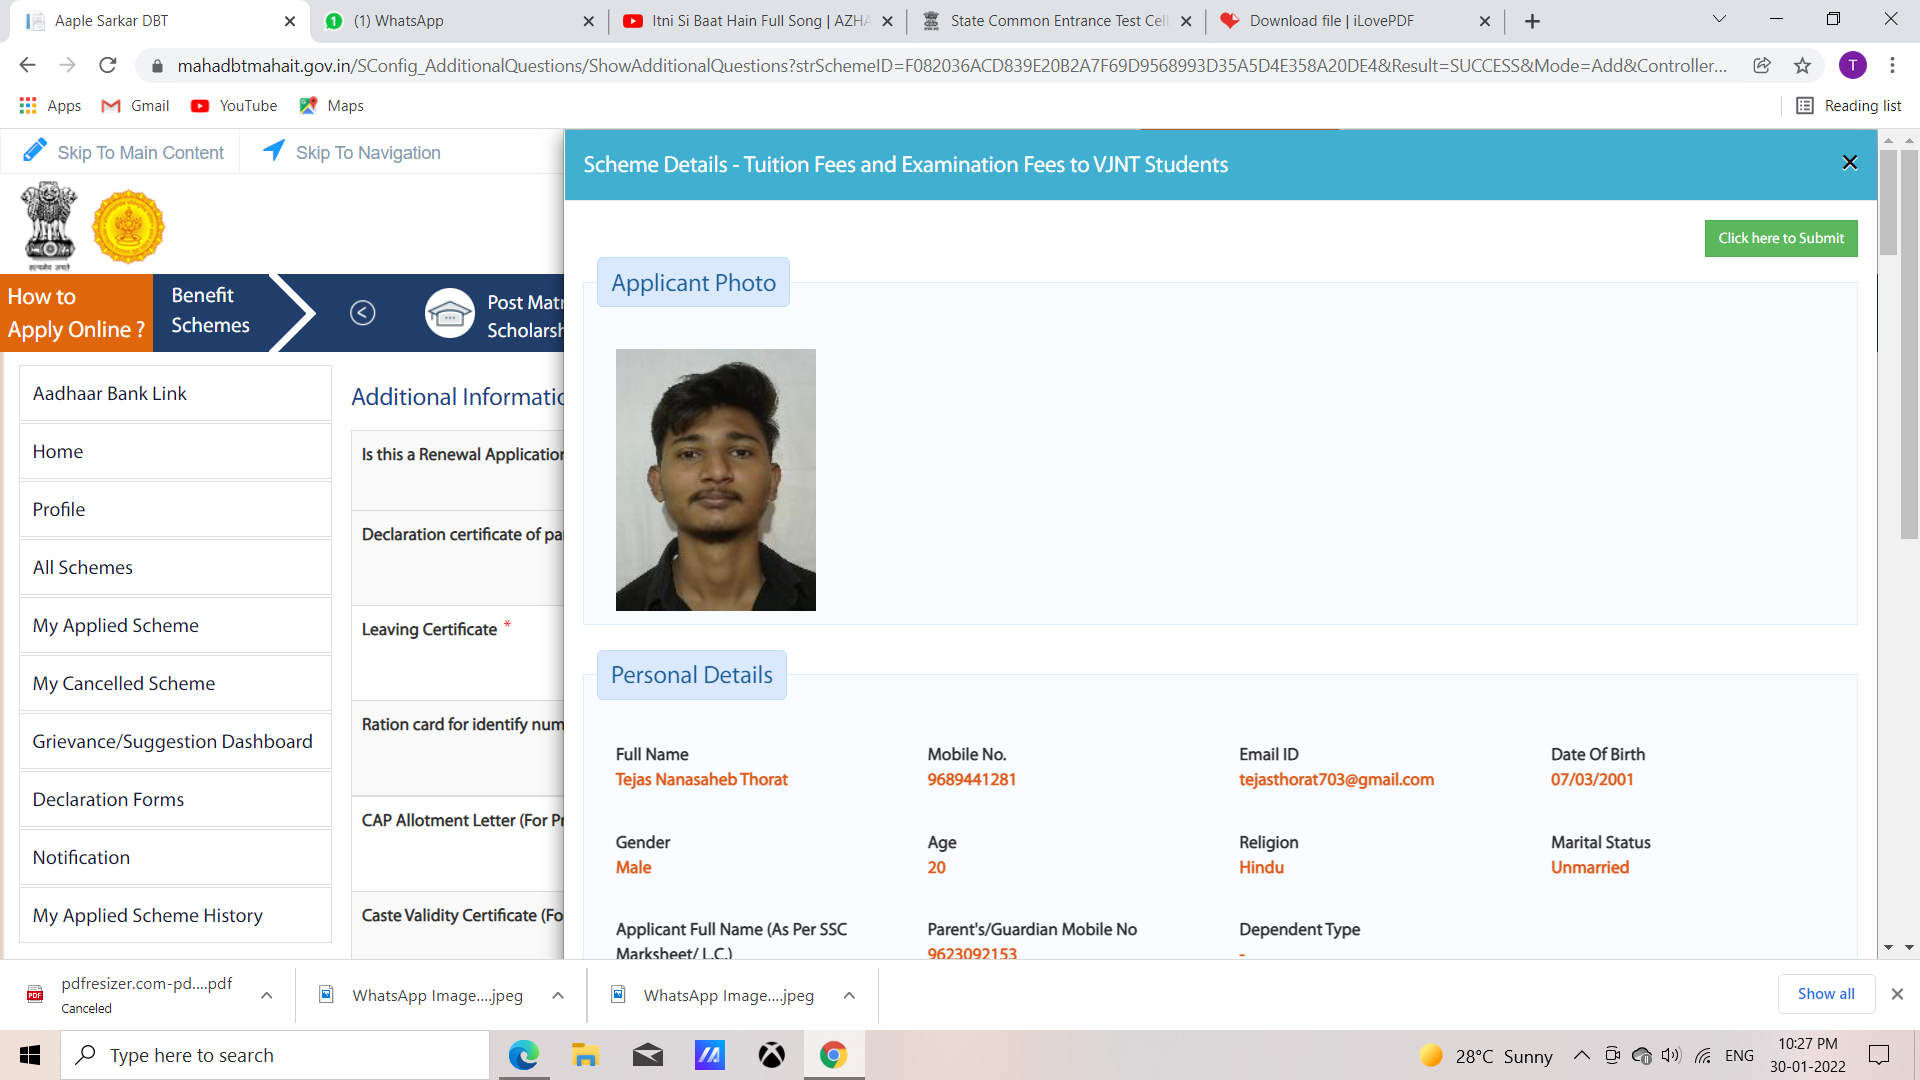 Aaple Sarkar DBT
(1) WhatsApp
Itni Si Baat Hain Full Song | AZHA
State Common Entrance Test Cell
Download file | iLovePDF
mahadbtmahait.gov.in/SConfig_AdditionalQuestions/ShowAdditionalQuestions?strSchemeID=F082036ACD839E20B2A7F69D9568993D35A5D4E358A20DE4&Result=SUCCESS&Mode=Add&Controller...
T
Apps
Gmail
YouTube
Maps
Reading list
Skip To Main Content
Skip To Navigation
Scheme Details - Tuition Fees and Examination Fees to VJNT Students
Click here to Submit
सत्यमेव जयते
How to
Apply Online ?
Benefit
Schemes
Post Matr
Scholarsh
Aadhaar Bank Link
Home
Profile
All Schemes
My Applied Scheme
My Cancelled Scheme
Grievance/Suggestion Dashboard
Declaration Forms
Notification
My Applied Scheme History
Additional Informatic
Is this a Renewal Application
Declaration certificate of pa
Leaving Certificate *
Ration card for identify num
CAP Allotment Letter (For Pr
Caste Validity Certificate (Fo
Applicant Photo
Personal Details
Full Name
Tejas Nanasaheb Thorat
Mobile No.
9689441281
Email ID
tejasthorat703@gmail.com
Date Of Birth
07/03/2001
Gender
Male
Age
20
Religion
Hindu
Marital Status
Unmarried
Applicant Full Name (As Per SSC
Marksheet/ L.C.)
Parent's/Guardian Mobile No
9623092153
Dependent Type
-
pdfresizer.com-pd....pdf
Canceled
WhatsApp Image....jpeg
WhatsApp Image....jpeg
Show all
Type here to search
28°C Sunny
ENG
10:27 PM
30-01-2022